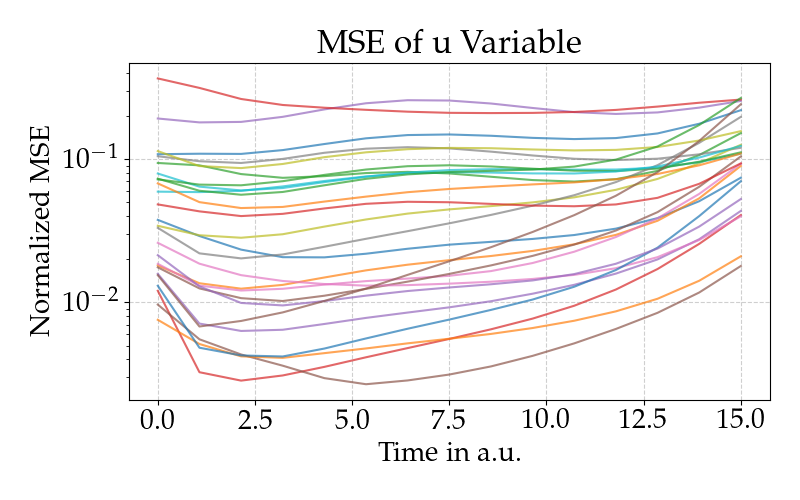 MSE of u Variable
Normalized MSE
10⁻¹
10⁻²
0.0 2.5 5.0 7.5 10.0 12.5 15.0
Time in a.u.